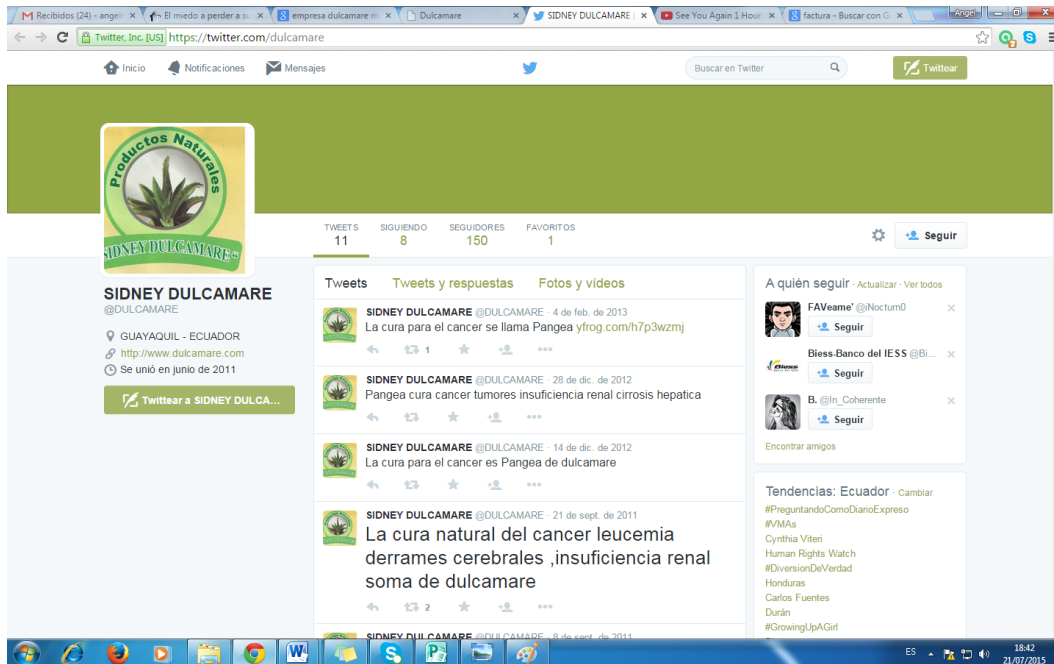 Recibidos (24) - angel
El miedo a perder a su
empresa dulcamare m
Dulcamare
SIDNEY DULCAMARE |
See You Again 1 Hour
factura - Buscar con G
Angel
Twitter, Inc. [US] https://twitter.com/dulcamare
Inicio Notificaciones Mensajes Buscar en Twitter Twittear
Productos Naturales
SIDNEY DULCAMARE
TWEETS SIGUIENDO SEGUIDORES FAVORITOS
11 8 150 1
Seguir
SIDNEY DULCAMARE
@DULCAMARE
GUAYAQUIL - ECUADOR
http://www.dulcamare.com
Se unió en junio de 2011
Twittear a SIDNEY DULCA...
Tweets Tweets y respuestas Fotos y vídeos
SIDNEY DULCAMARE @DULCAMARE · 4 de feb. de 2013
La cura para el cancer se llama Pangea yfrog.com/h7p3wzmj
1
SIDNEY DULCAMARE @DULCAMARE · 28 de dic. de 2012
Pangea cura cancer tumores insuficiencia renal cirrosis hepatica
SIDNEY DULCAMARE @DULCAMARE · 14 de dic. de 2012
La cura para el cancer es Pangea de dulcamare
SIDNEY DULCAMARE @DULCAMARE · 21 de sept. de 2011
La cura natural del cancer leucemia
derrames cerebrales ,insuficiencia renal
soma de dulcamare
2
SIDNEY DULCAMARE @DULCAMARE · 8 de sept. de 2011
A quién seguir · Actualizar · Ver todos
FAVeame' @iNocturn0
Seguir
Biess-Banco del IESS @Bi...
Biess
Seguir
B. @In_Coherente
Seguir
Encontrar amigos
Tendencias: Ecuador · Cambiar
#PreguntandoComoDiarioExpreso
#VMAs
Cynthia Viteri
Human Rights Watch
#DiversionDeVerdad
Honduras
Carlos Fuentes
Durán
#GrowingUpAGirl
ES
18:42
21/07/2015